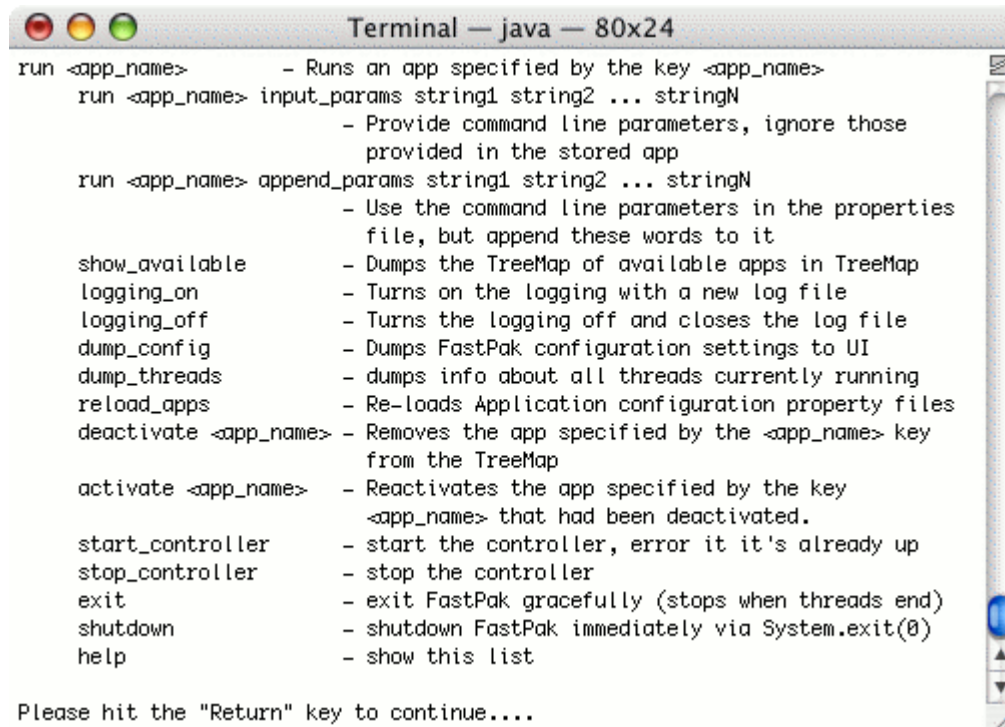 Terminal — java — 80x24
run <app_name> – Runs an app specified by the key <app_name>
run <app_name> input_params string1 string2 ... stringN
– Provide command line parameters, ignore those
provided in the stored app
run <app_name> append_params string1 string2 ... stringN
– Use the command line parameters in the properties
file, but append these words to it
show_available – Dumps the TreeMap of available apps in TreeMap
logging_on – Turns on the logging with a new log file
logging_off – Turns the logging off and closes the log file
dump_config – Dumps FastPak configuration settings to UI
dump_threads – dumps info about all threads currently running
reload_apps – Re-loads Application configuration property files
deactivate <app_name> – Removes the app specified by the <app_name> key
from the TreeMap
activate <app_name> – Reactivates the app specified by the key
<app_name> that had been deactivated.
start_controller – start the controller, error it it's already up
stop_controller – stop the controller
exit – exit FastPak gracefully (stops when threads end)
shutdown – shutdown FastPak immediately via System.exit(0)
help – show this list
Please hit the "Return" key to continue....